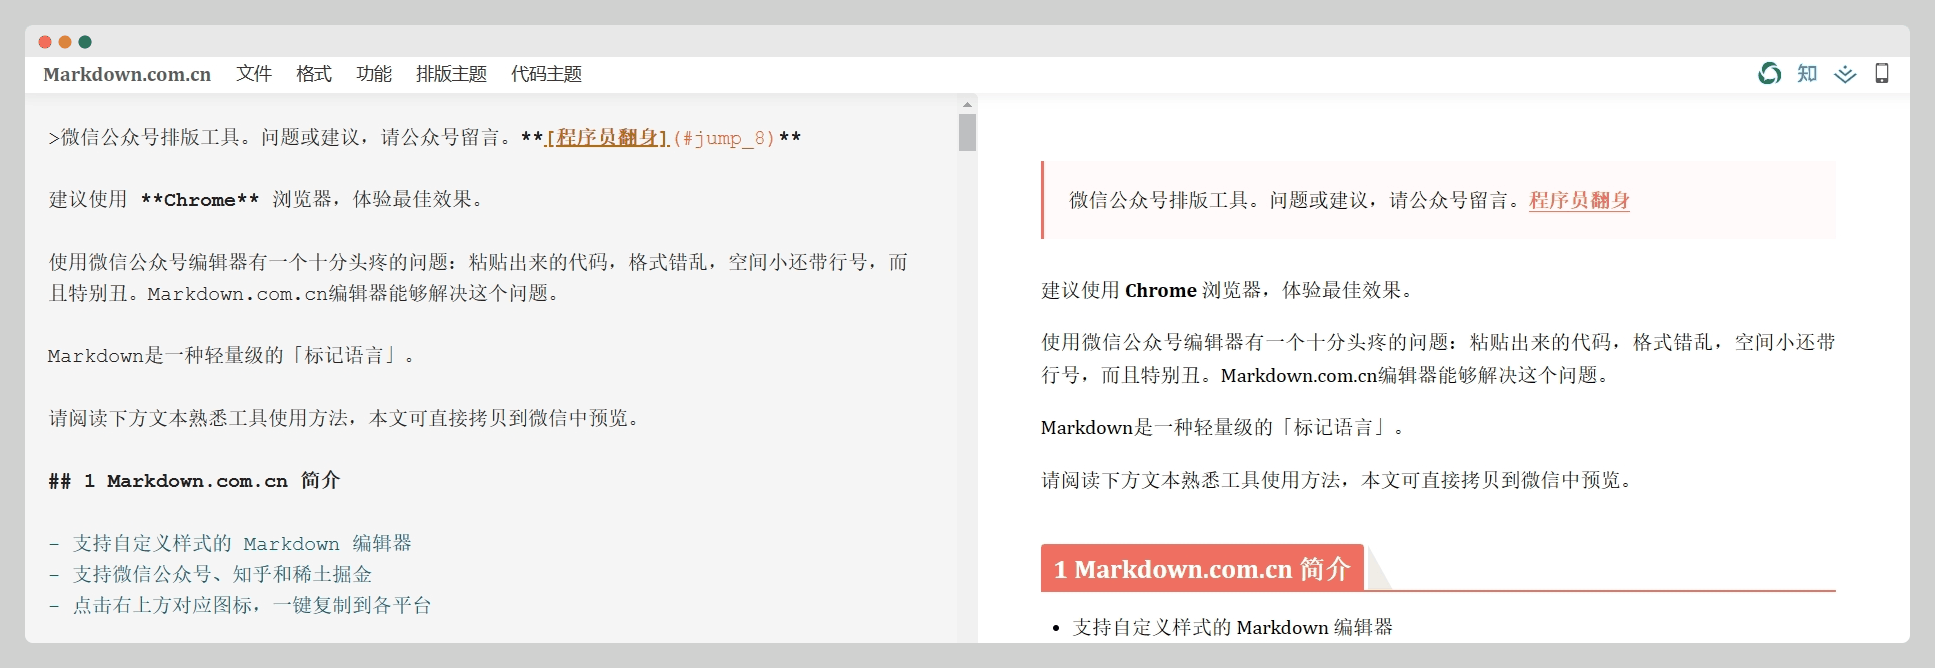 Markdown.com.cn 文件 格式 功能 排版主题 代码主题 知
>微信公众号排版工具。问题或建议，请公众号留言。**[程序员翻身](#jump_8)**
建议使用 **Chrome** 浏览器，体验最佳效果。
使用微信公众号编辑器有一个十分头疼的问题：粘贴出来的代码，格式错乱，空间小还带行号，而
且特别丑。Markdown.com.cn编辑器能够解决这个问题。
Markdown是一种轻量级的「标记语言」。
请阅读下方文本熟悉工具使用方法，本文可直接拷贝到微信中预览。
## 1 Markdown.com.cn 简介
- 支持自定义样式的 Markdown 编辑器
- 支持微信公众号、知乎和稀土掘金
- 点击右上方对应图标，一键复制到各平台
微信公众号排版工具。问题或建议，请公众号留言。程序员翻身
建议使用 Chrome 浏览器，体验最佳效果。
使用微信公众号编辑器有一个十分头疼的问题：粘贴出来的代码，格式错乱，空间小还带
行号，而且特别丑。Markdown.com.cn编辑器能够解决这个问题。
Markdown是一种轻量级的「标记语言」。
请阅读下方文本熟悉工具使用方法，本文可直接拷贝到微信中预览。
1 Markdown.com.cn 简介
• 支持自定义样式的 Markdown 编辑器